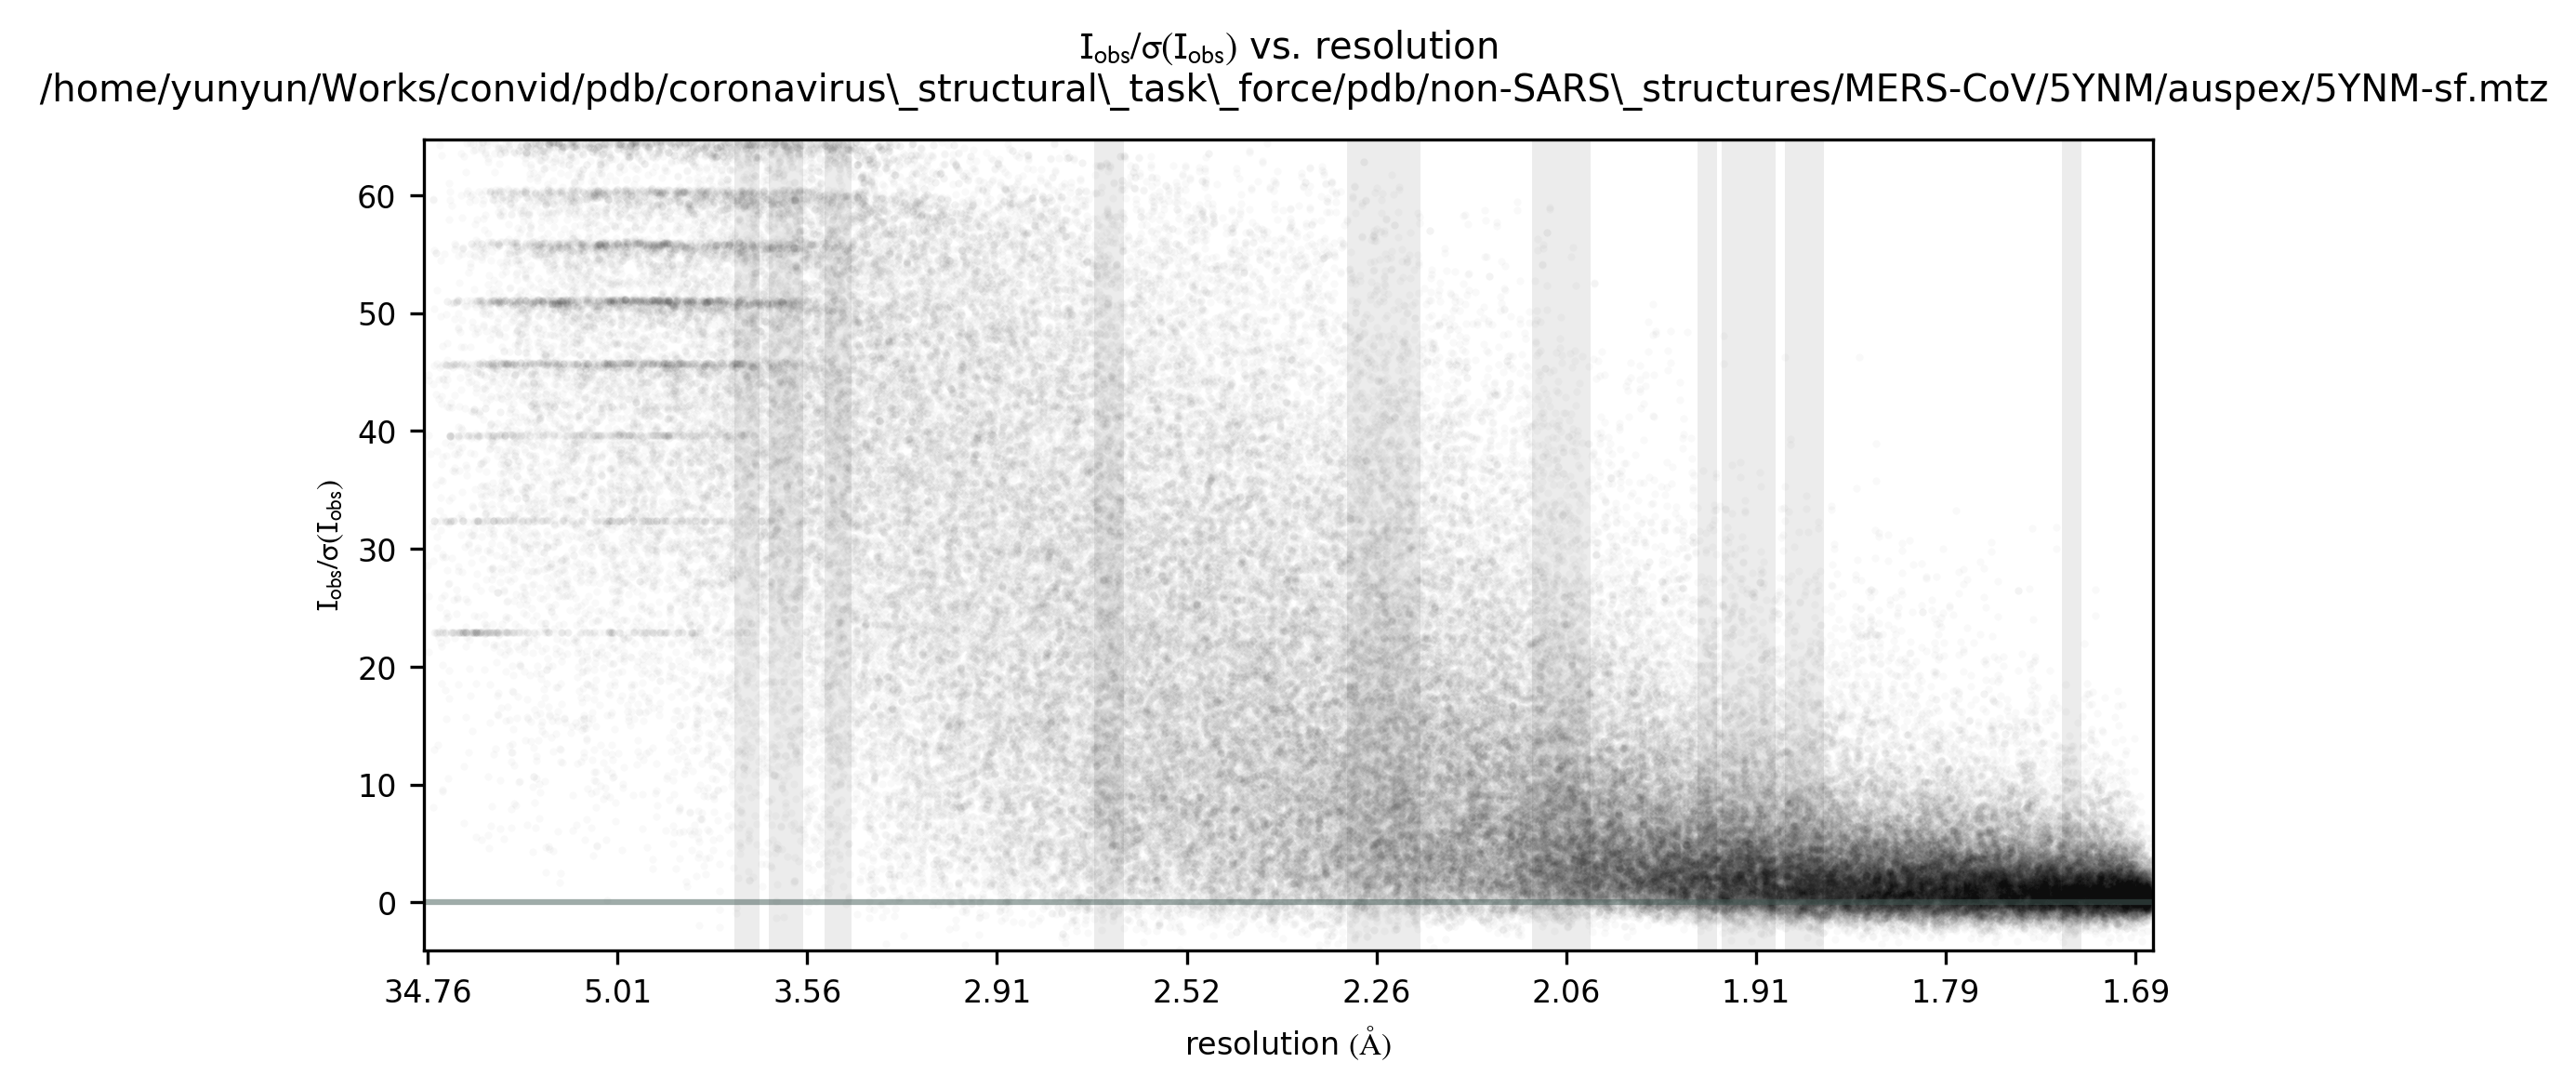 I_obs/σ(I_obs) vs. resolution
/home/yunyun/Works/convid/pdb/coronavirus\_structural\_task\_force/pdb/non-SARS\_structures/MERS-CoV/5YNM/auspex/5YNM-sf.mtz
60
50
40
30
20
10
0
I_obs/σ(I_obs)
34.76 5.01 3.56 2.91 2.52 2.26 2.06 1.91 1.79 1.69
resolution (Å)